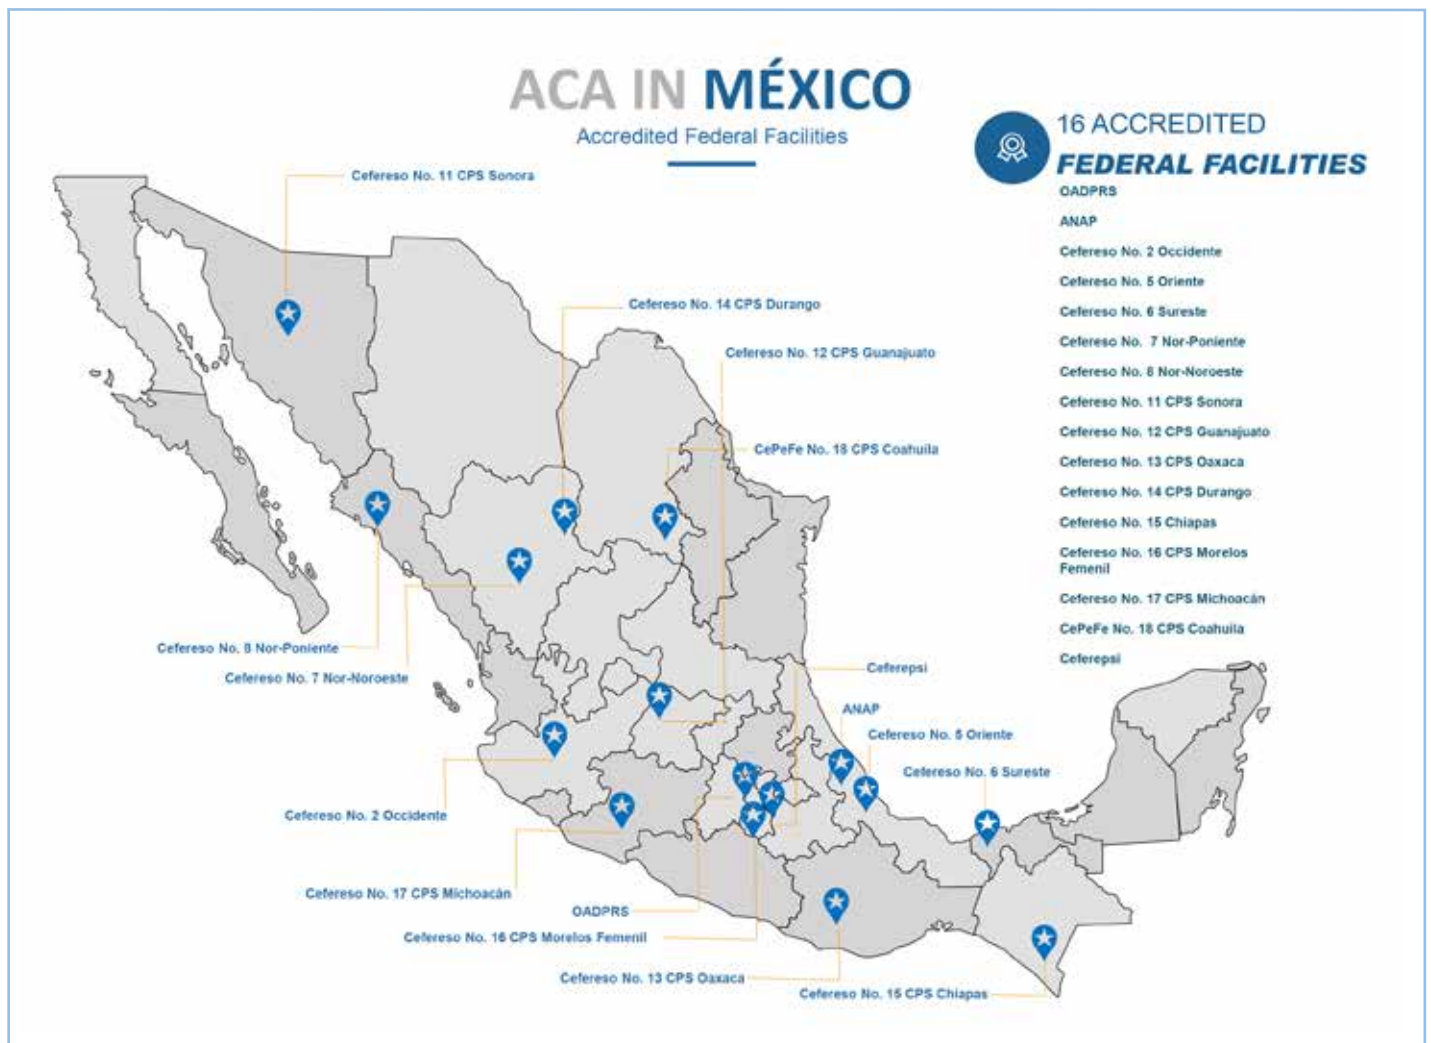 ACA IN MÉXICO
Accredited Federal Facilities
16 ACCREDITED
FEDERAL FACILITIES
OADPRS
ANAP
Cefereso No. 2 Occidente
Cefereso No. 5 Oriente
Cefereso No. 6 Sureste
Cefereso No. 7 Nor-Poniente
Cefereso No. 8 Nor-Noroeste
Cefereso No. 11 CPS Sonora
Cefereso No. 12 CPS Guanajuato
Cefereso No. 13 CPS Oaxaca
Cefereso No. 14 CPS Durango
Cefereso No. 15 Chiapas
Cefereso No. 16 CPS Morelos
Femenil
Cefereso No. 17 CPS Michoacán
CePeFe No. 18 CPS Coahuila
Ceferepsi
Cefereso No. 11 CPS Sonora
Cefereso No. 14 CPS Durango
Cefereso No. 12 CPS Guanajuato
CePeFe No. 18 CPS Coahuila
Cefereso No. 8 Nor-Poniente
Cefereso No. 7 Nor-Noroeste
Ceferepsi
ANAP
Cefereso No. 5 Oriente
Cefereso No. 6 Sureste
Cefereso No. 2 Occidente
Cefereso No. 17 CPS Michoacán
OADPRS
Cefereso No. 16 CPS Morelos Femenil
Cefereso No. 13 CPS Oaxaca
Cefereso No. 15 CPS Chiapas